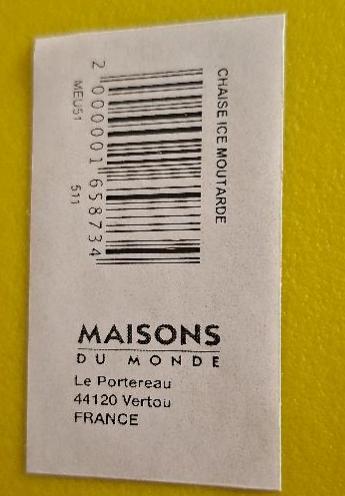 CHAISE ICE MOUTARDE
2 000001 658734
MEU51 511
MAISONS
DU MONDE
Le Portereau
44120 Vertou
FRANCE